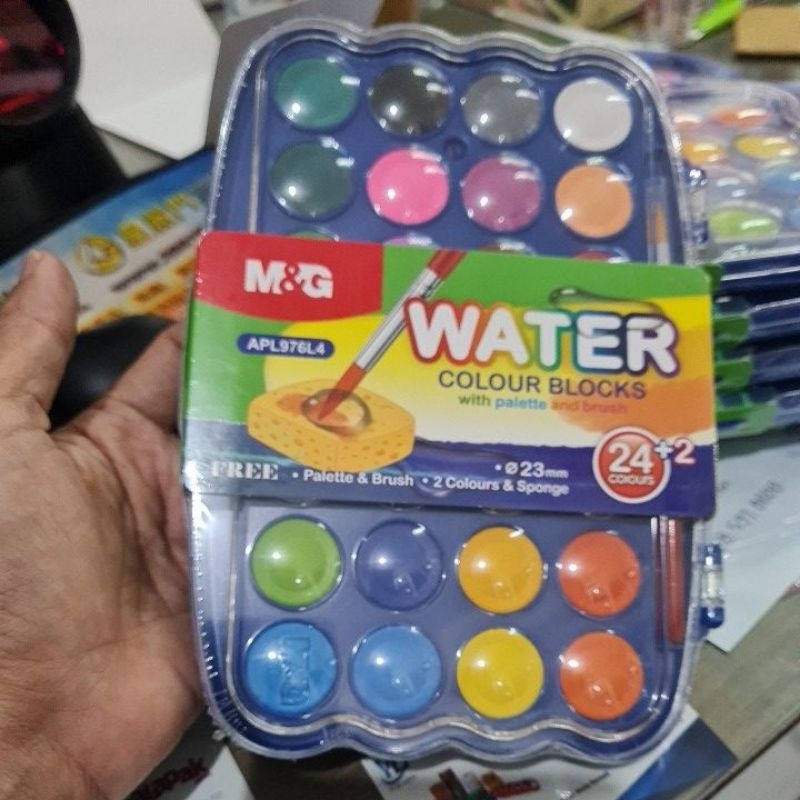 M&G
APL976L4
WATER
COLOUR BLOCKS
with palette and brush
24+2
COLOURS
Ø23mm
FREE • Palette & Brush • 2 Colours & Sponge